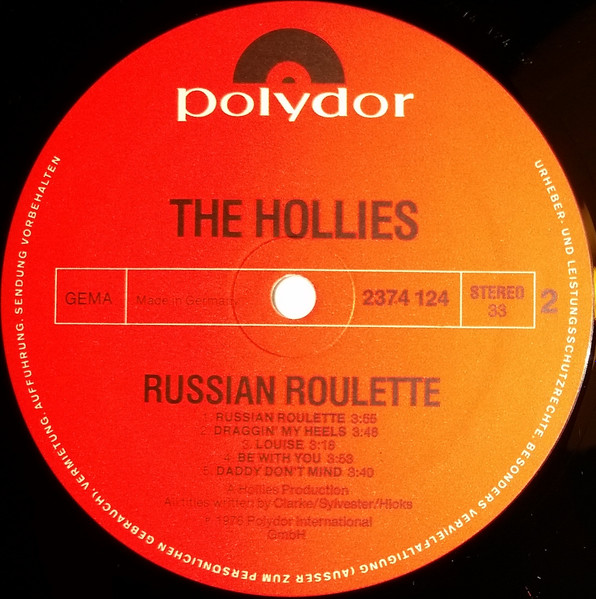 polydor
THE HOLLIES
GEMA
Made in Germany
2374 124
STEREO
33
2
RUSSIAN ROULETTE
1. RUSSIAN ROULETTE 3:55
2. DRAGGIN' MY HEELS 3:48
3. LOUISE 3:18
4. BE WITH YOU 3:53
5. DADDY DON'T MIND 3:40
A Hollies Production
All titles written by Clarke/Sylvester/Hicks
℗ 1976 Polydor International
GmbH
URHEBER- UND LEISTUNGSSCHUTZRECHTE, BESONDERS VERVIELFÄLTIGUNG (AUSSER ZUM PERSÖNLICHEN GEBRAUCH), VERMIETUNG, AUFFÜHRUNG, SENDUNG VORBEHALTEN